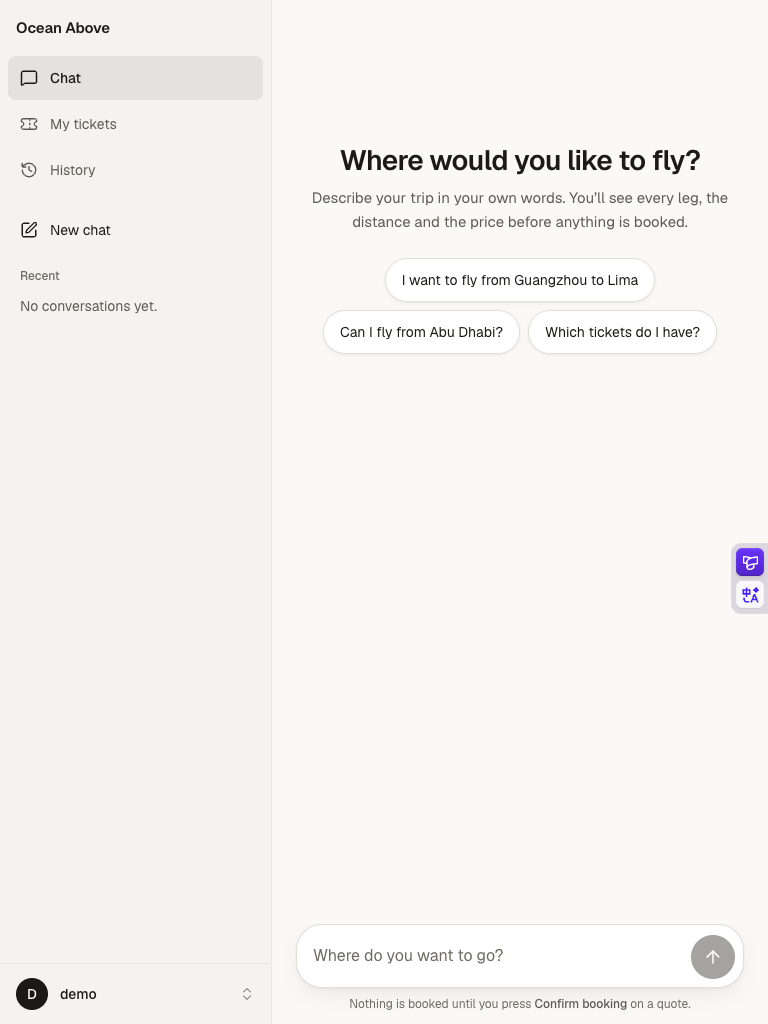 Ocean Above
Chat
My tickets
History
New chat
Recent
No conversations yet.
D
demo
Where would you like to fly?
Describe your trip in your own words. You’ll see every leg, the
distance and the price before anything is booked.
I want to fly from Guangzhou to Lima
Can I fly from Abu Dhabi?
Which tickets do I have?
中A
Where do you want to go?
Nothing is booked until you press Confirm booking on a quote.